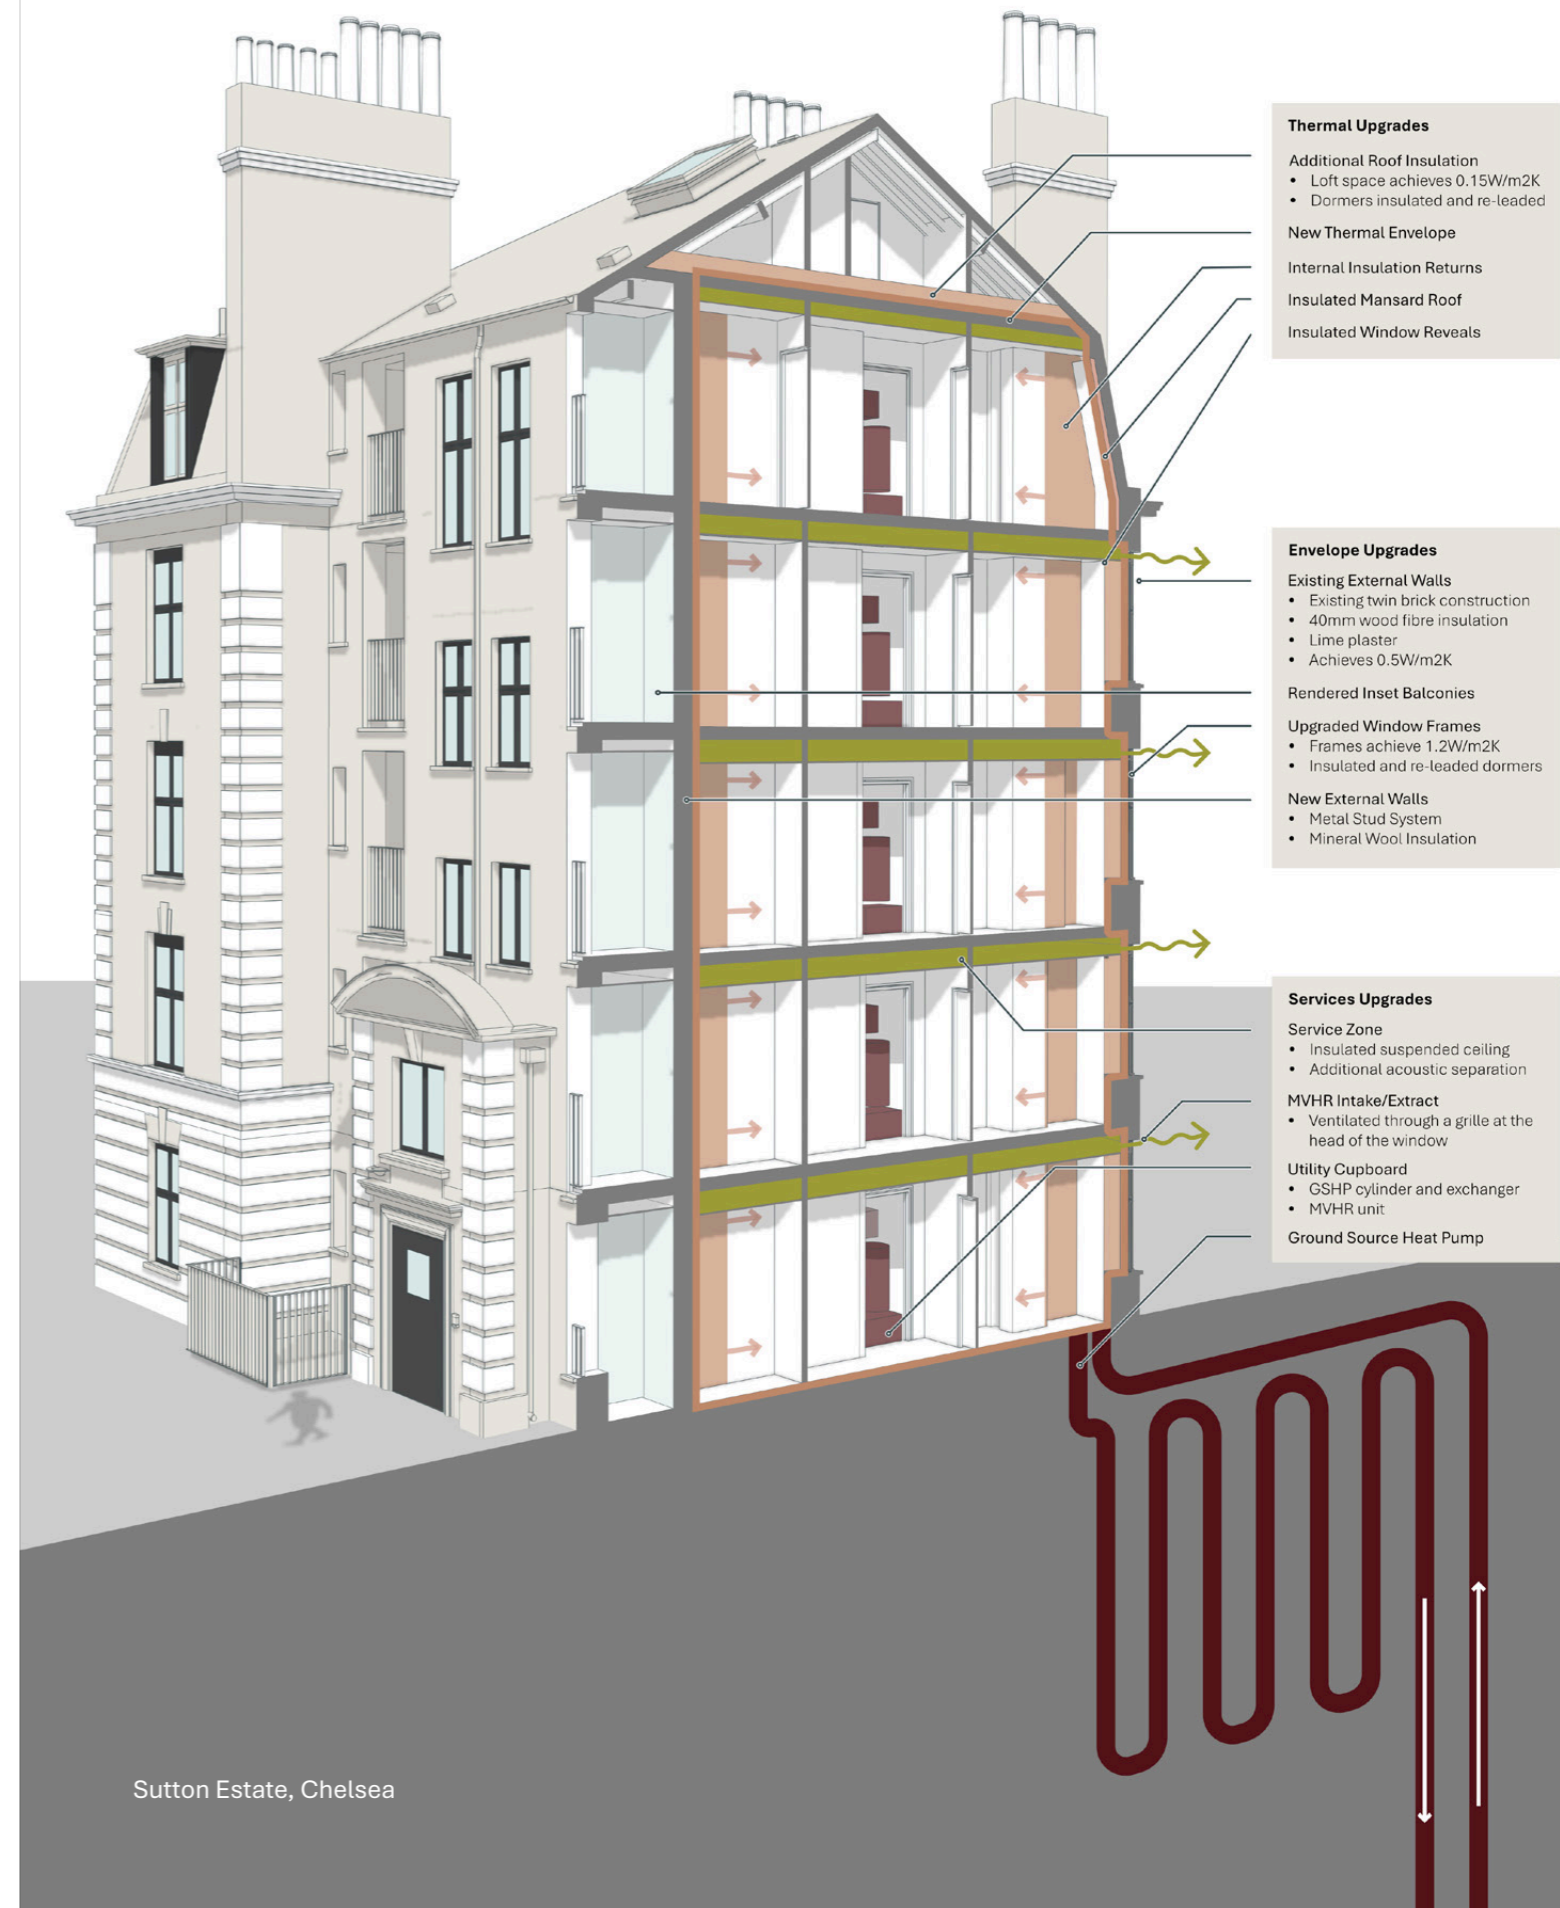 Thermal Upgrades
Additional Roof Insulation
• Loft space achieves 0.15W/m2K
• Dormers insulated and re-leaded
New Thermal Envelope
Internal Insulation Returns
Insulated Mansard Roof
Insulated Window Reveals
Envelope Upgrades
Existing External Walls
• Existing twin brick construction
• 40mm wood fibre insulation
• Lime plaster
• Achieves 0.5W/m2K
Rendered Inset Balconies
Upgraded Window Frames
• Frames achieve 1.2W/m2K
• Insulated and re-leaded dormers
New External Walls
• Metal Stud System
• Mineral Wool Insulation
Services Upgrades
Service Zone
• Insulated suspended ceiling
• Additional acoustic separation
MVHR Intake/Extract
• Ventilated through a grille at the
head of the window
Utility Cupboard
• GSHP cylinder and exchanger
• MVHR unit
Ground Source Heat Pump
Sutton Estate, Chelsea